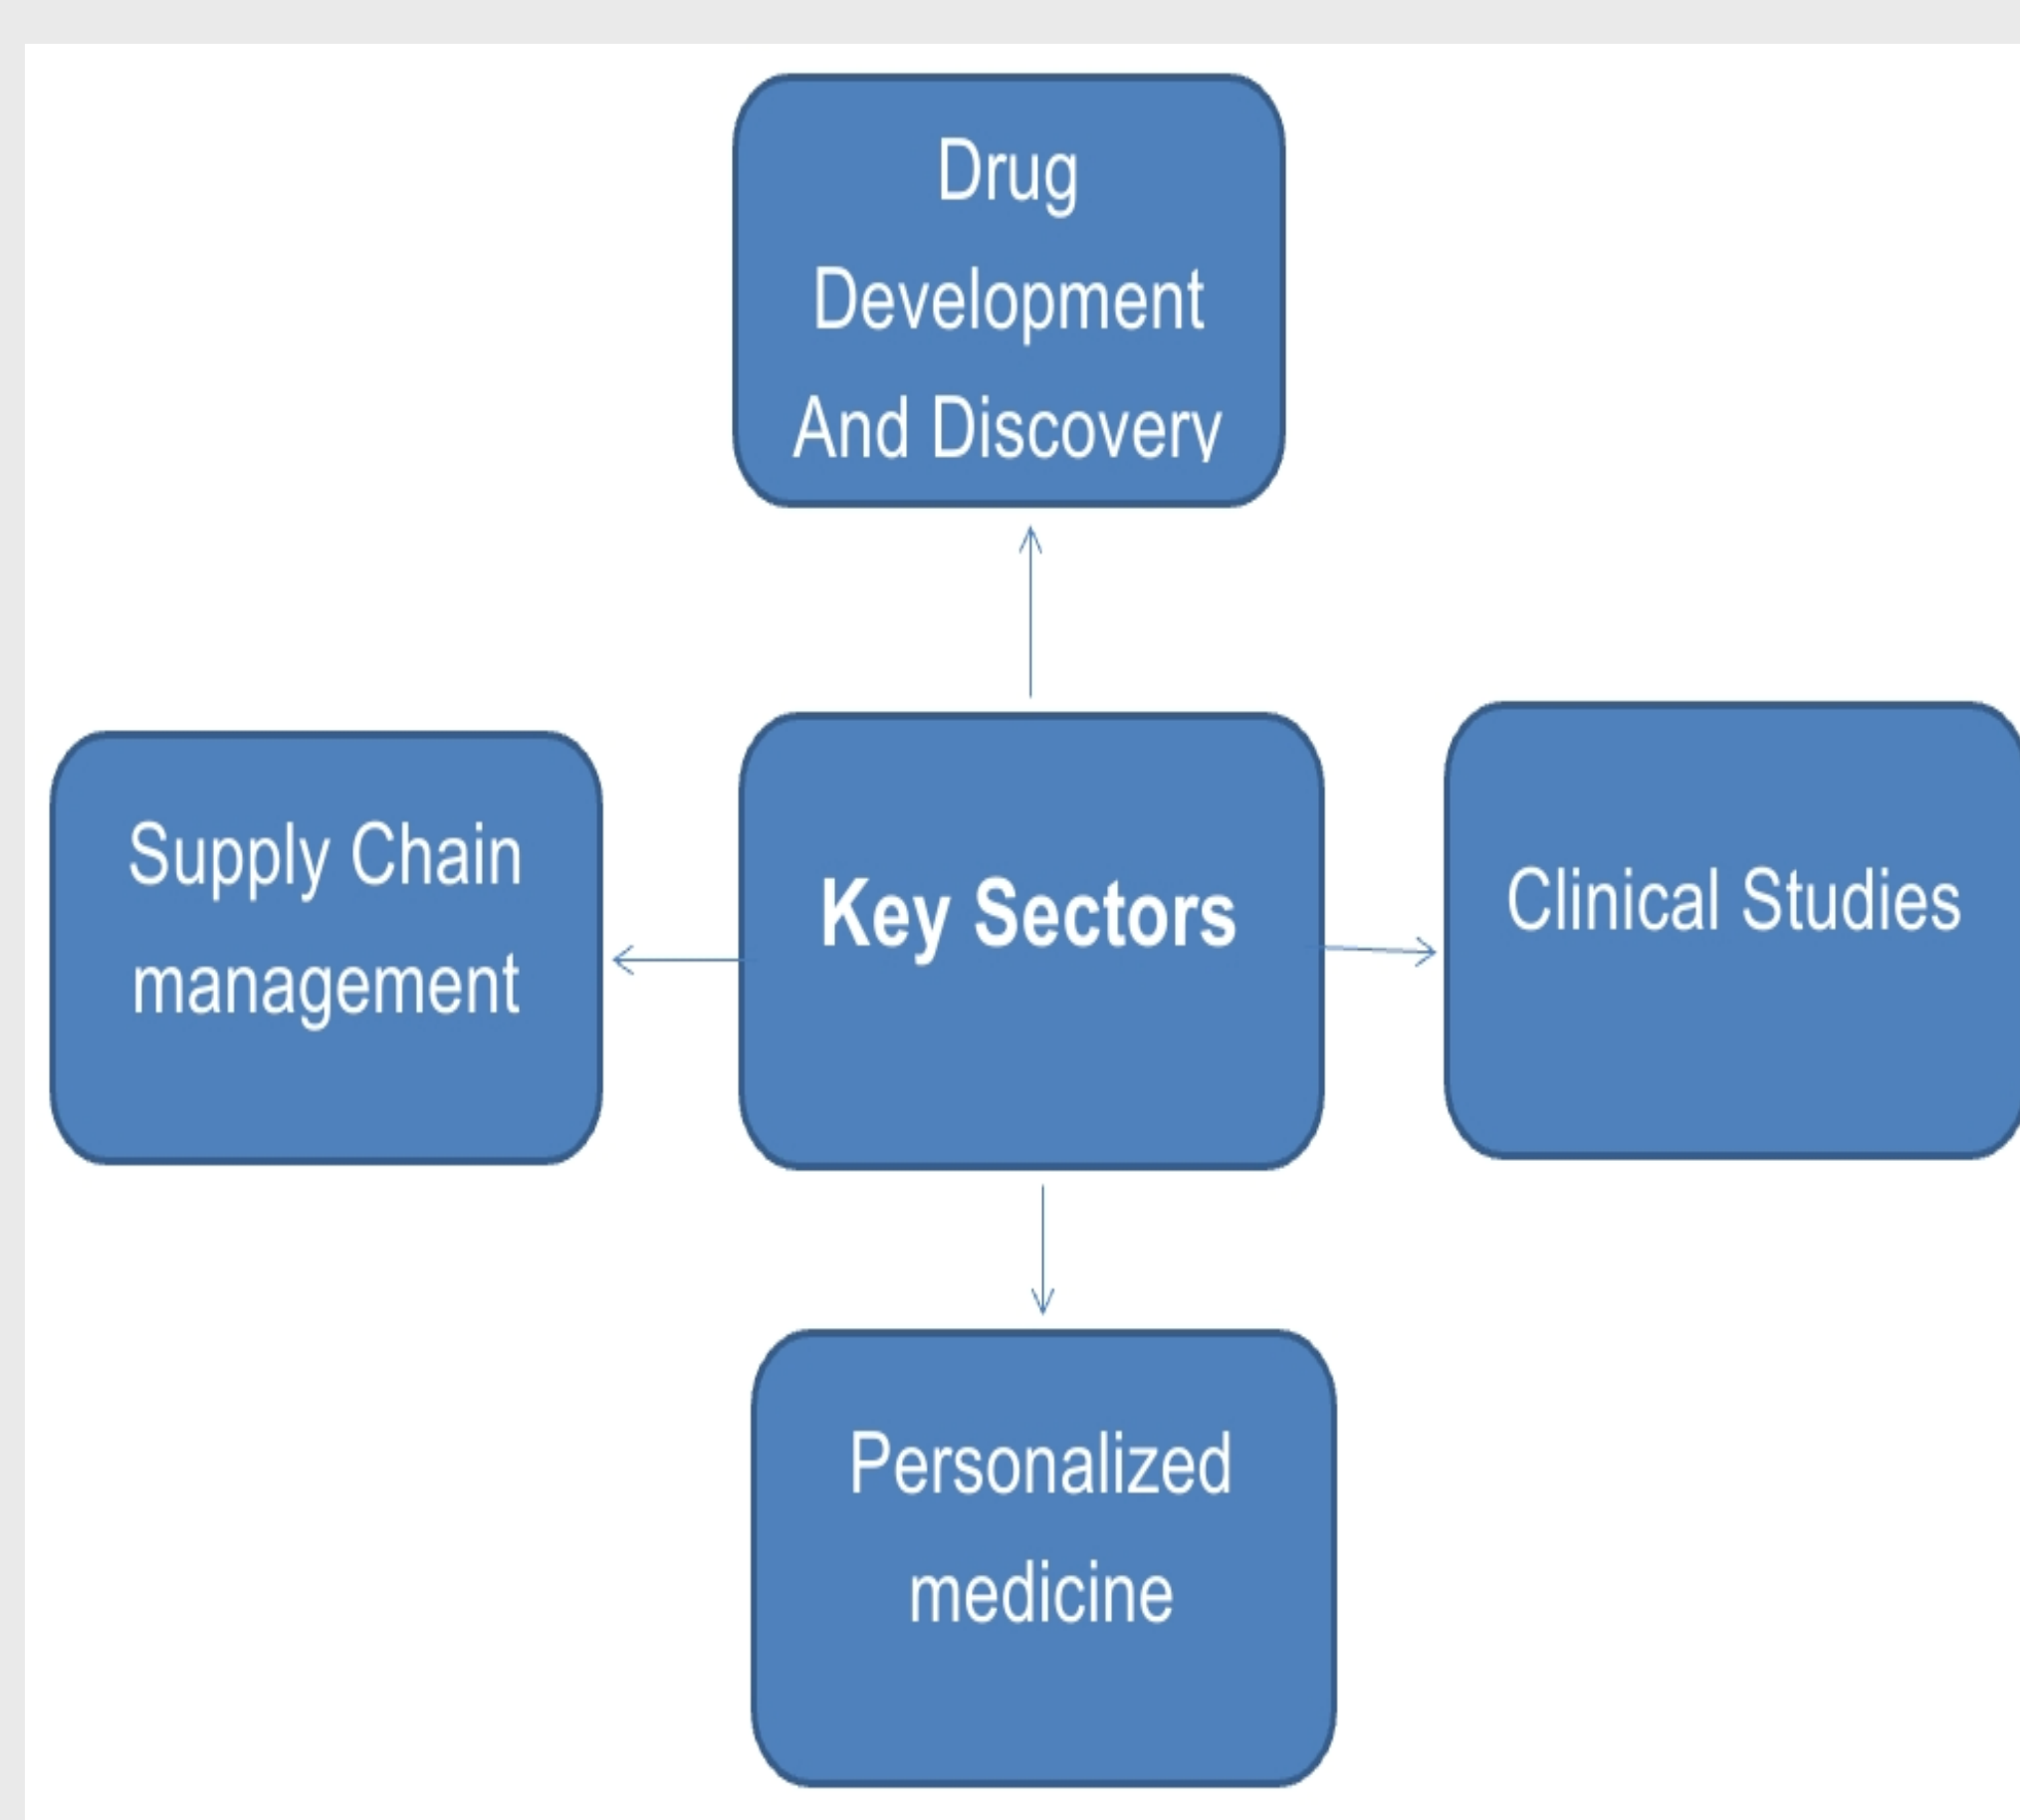 Drug
Development
And Discovery
Supply Chain
management
Key Sectors
Clinical Studies
Personalized
medicine